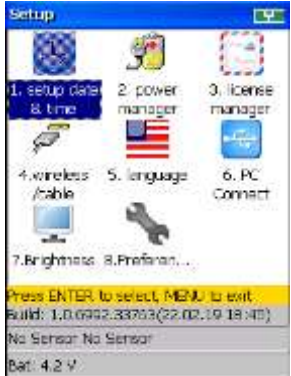 Setup
1. setup date & time
2. power manager
3. license manager
4.wireless /cable
5. language
6. PC Connect
7.Brightness
8.Preferen...
Press ENTER to select, MENU to exit
Build: 1.0.6992.33763(22.02.19 18:45)
No Sensor No Sensor
Bat: 4.2 V